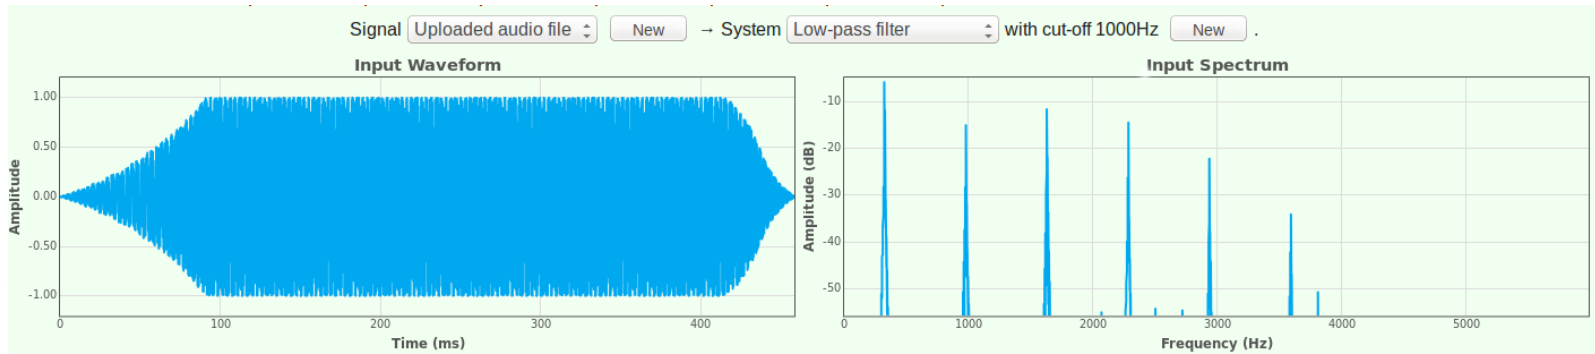 Signal Uploaded audio file New → System Low-pass filter with cut-off 1000Hz New .
Input Waveform
1.00
0.50
0.00
-0.50
-1.00
Amplitude
0 100 200 300 400
Time (ms)
Input Spectrum
-10
-20
-30
-40
-50
Amplitude (dB)
0 1000 2000 3000 4000 5000
Frequency (Hz)